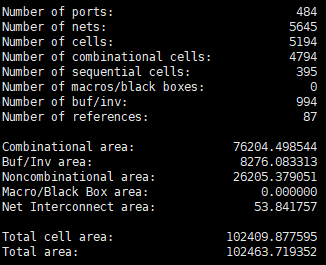 Number of ports: 484
Number of nets: 5645
Number of cells: 5194
Number of combinational cells: 4794
Number of sequential cells: 395
Number of macros/black boxes: 0
Number of buf/inv: 994
Number of references: 87
Combinational area: 76204.498544
Buf/Inv area: 8276.083313
Noncombinational area: 26205.379051
Macro/Black Box area: 0.000000
Net Interconnect area: 53.841757
Total cell area: 102409.877595
Total area: 102463.719352